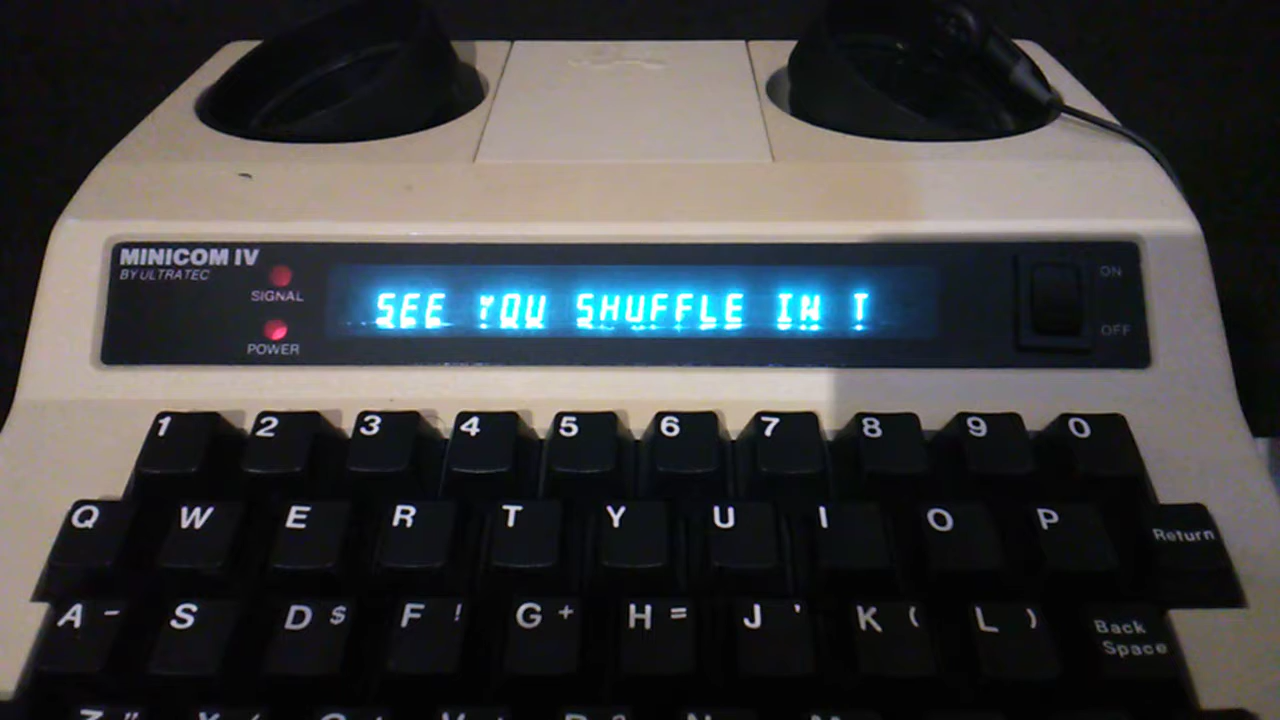 MINICOM IV
BY ULTRATEC
SIGNAL
POWER
SEE YOU SHUFFLE IN T
ON
OFF
1 2 3 4 5 6 7 8 9 0
Q W E R T Y U I O P Return
A - S D $ F ! G + H = J ' K ( L ) Back Space